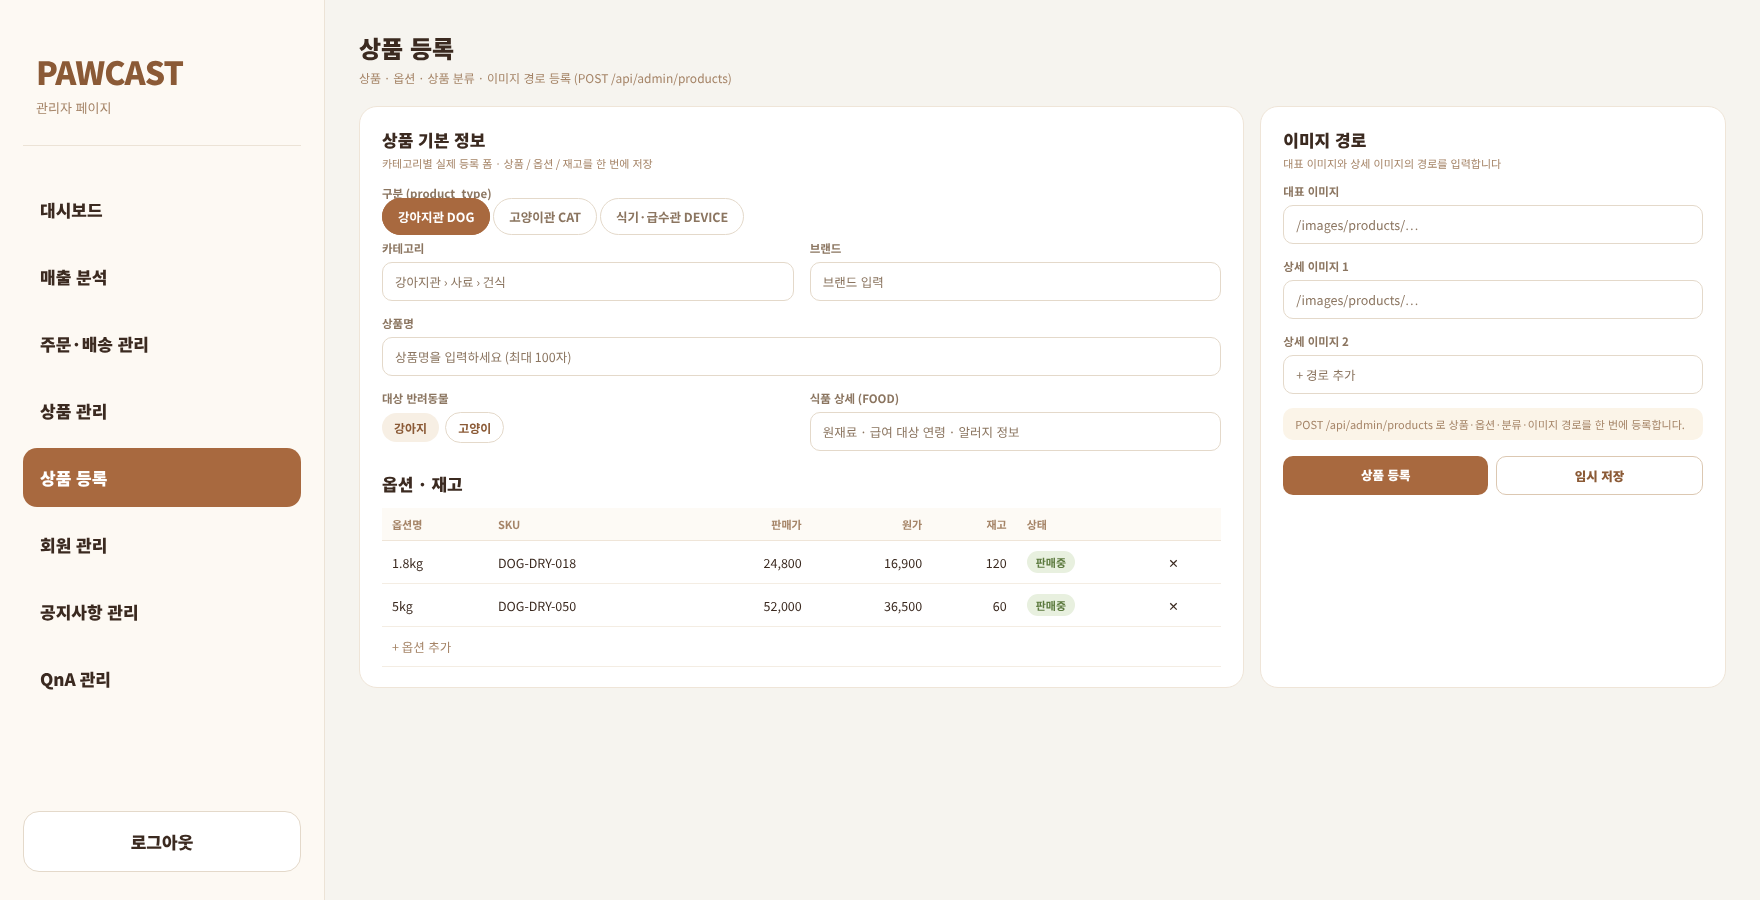 PAWCAST
관리자 페이지
대시보드
매출 분석
주문·배송 관리
상품 관리
상품 등록
회원 관리
공지사항 관리
QnA 관리
로그아웃
상품 등록
상품 · 옵션 · 상품 분류 · 이미지 경로 등록 (POST /api/admin/products)
상품 기본 정보
카테고리별 실제 등록 폼 · 상품 / 옵션 / 재고를 한 번에 저장
구분 (product_type)
강아지관 DOG 고양이관 CAT 식기·급수관 DEVICE
카테고리 브랜드
강아지관 › 사료 › 건식 브랜드 입력
상품명
상품명을 입력하세요 (최대 100자)
대상 반려동물 식품 상세 (FOOD)
강아지 고양이 원재료 · 급여 대상 연령 · 알러지 정보
옵션 · 재고
옵션명 SKU 판매가 원가 재고 상태
1.8kg DOG-DRY-018 24,800 16,900 120 판매중 ×
5kg DOG-DRY-050 52,000 36,500 60 판매중 ×
+ 옵션 추가
이미지 경로
대표 이미지와 상세 이미지의 경로를 입력합니다
대표 이미지
/images/products/…
상세 이미지 1
/images/products/…
상세 이미지 2
+ 경로 추가
POST /api/admin/products 로 상품·옵션·분류·이미지 경로를 한 번에 등록합니다.
상품 등록 임시 저장